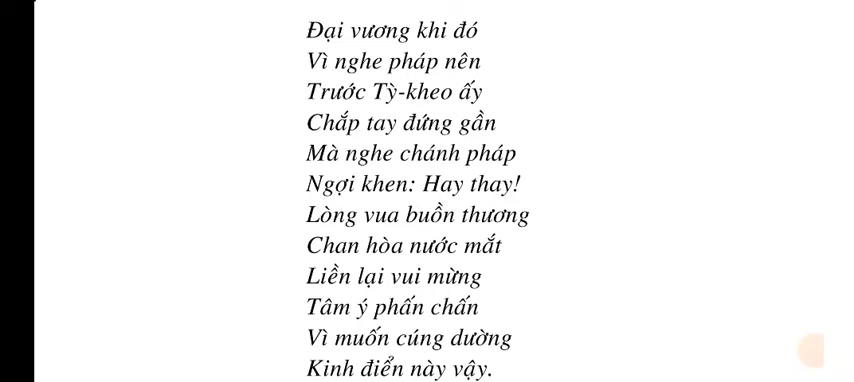 Đại vương khi đó
Vì nghe pháp nên
Trước Tỳ-kheo ấy
Chắp tay đứng gần
Mà nghe chánh pháp
Ngợi khen: Hay thay!
Lòng vua buồn thương
Chan hòa nước mắt
Liền lại vui mừng
Tâm ý phấn chấn
Vì muốn cúng dường
Kinh điển này vậy.